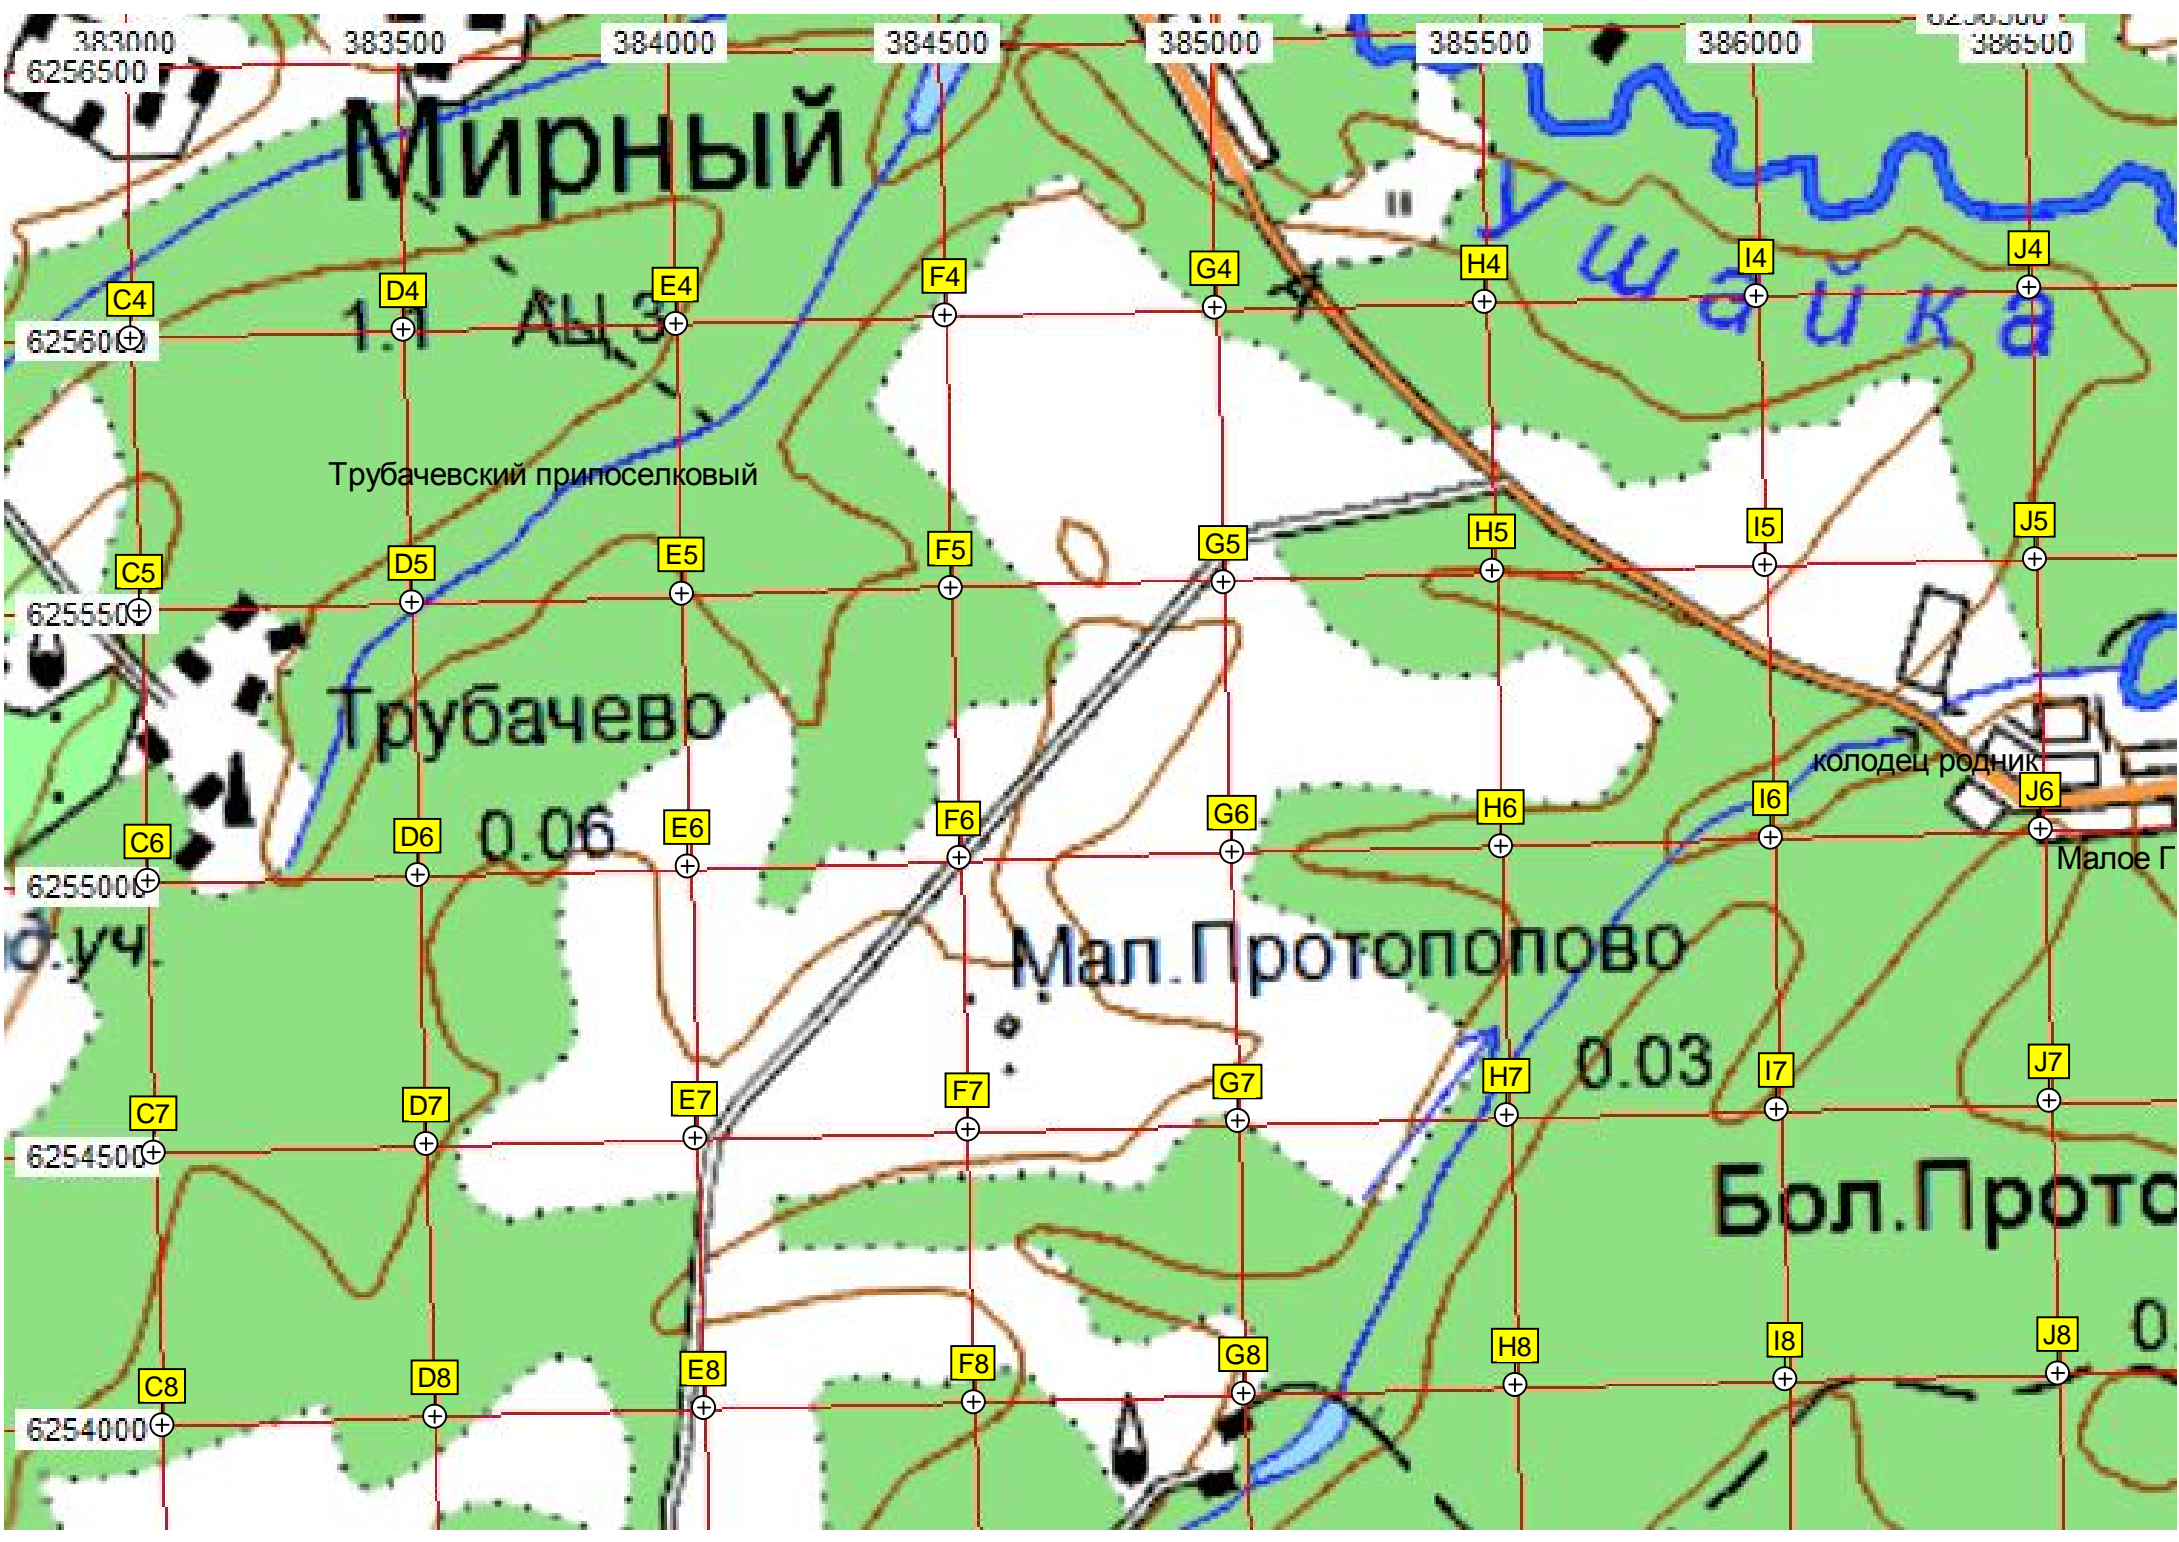 383000 383500 384000 384500 385000 385500 386000 386500
6256500
Мирный
У ш а й к а
C4 D4 E4 F4 G4 H4 I4 J4
6256000
1.1 АЦ.З
Трубачевский припоселковый
C5 D5 E5 F5 G5 H5 I5 J5
6255500
Трубачево
0.06
колодец родник
C6 D6 E6 F6 G6 H6 I6 J6
Малое Г
6255000
уч.
Мал.Протопопово
0.03
C7 D7 E7 F7 G7 H7 I7 J7
6254500
Бол.Прото
0.
C8 D8 E8 F8 G8 H8 I8 J8
6254000